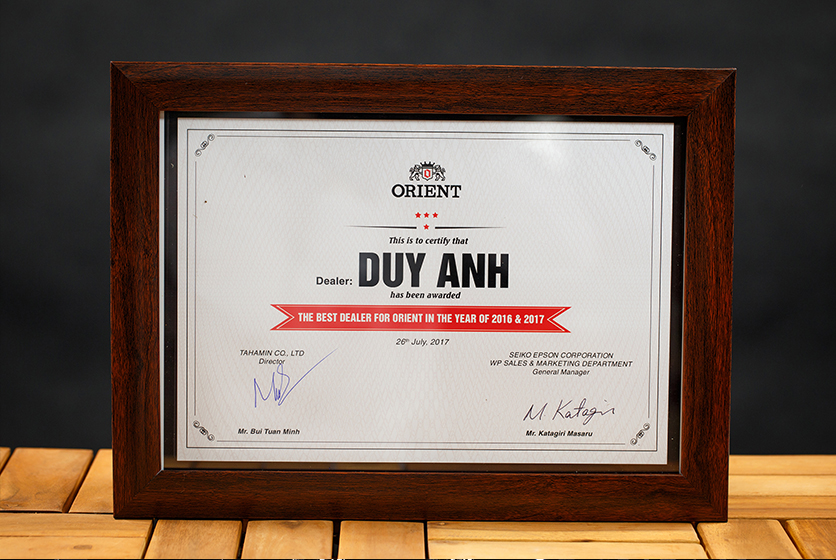 ORIENT
This is to certify that
Dealer: DUY ANH
has been awarded
THE BEST DEALER FOR ORIENT IN THE YEAR OF 2016 & 2017
26th July, 2017
TAHAMIN CO., LTD
Director
Mr. Bui Tuan Minh
SEIKO EPSON CORPORATION
WP SALES & MARKETING DEPARTMENT
General Manager
M Katagiri
Mr. Katagiri Masaru